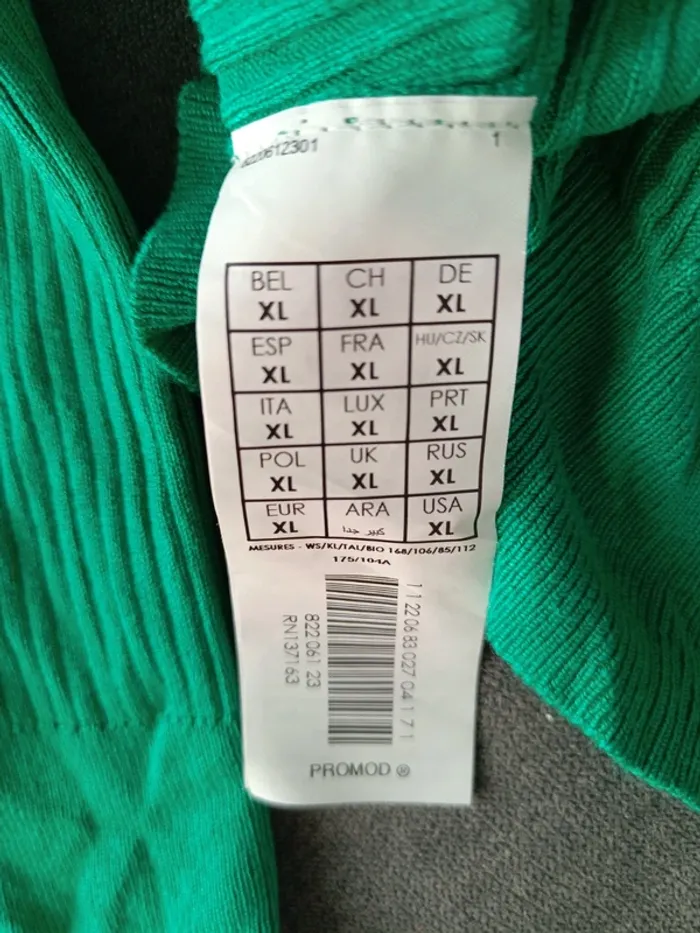 8220612301 1
BEL CH DE
XL XL XL
ESP FRA HU/CZ/SK
XL XL XL
ITA LUX PRT
XL XL XL
POL UK RUS
XL XL XL
EUR ARA USA
XL كبير جدا XL
MESURES - WS/KL/TAL/BIO 168/106/85/112
175/104A
1 1 22 06 83 027 04 1 7 1
822 061 23
RN137163
PROMOD ®